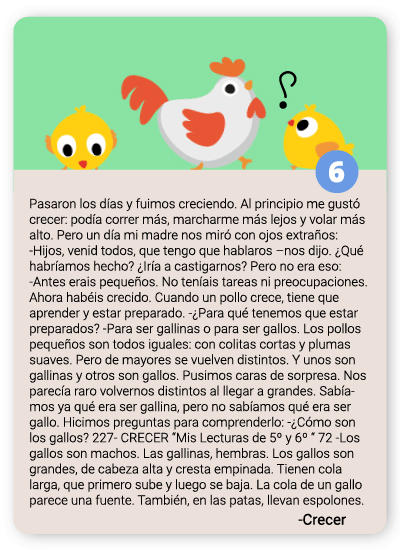 ?
6
Pasaron los días y fuimos creciendo. Al principio me gustó
crecer: podía correr más, marcharme más lejos y volar más
alto. Pero un día mi madre nos miró con ojos extraños:
-Hijos, venid todos, que tengo que hablaros –nos dijo. ¿Qué
habríamos hecho? ¿Iría a castigarnos? Pero no era eso:
-Antes erais pequeños. No teníais tareas ni preocupaciones.
Ahora habéis crecido. Cuando un pollo crece, tiene que
aprender y estar preparado. -¿Para qué tenemos que estar
preparados? -Para ser gallinas o para ser gallos. Los pollos
pequeños son todos iguales: con colitas cortas y plumas
suaves. Pero de mayores se vuelven distintos. Y unos son
gallinas y otros son gallos. Pusimos caras de sorpresa. Nos
parecía raro volvernos distintos al llegar a grandes. Sabía-
mos ya qué era ser gallina, pero no sabíamos qué era ser
gallo. Hicimos preguntas para comprenderlo: -¿Cómo son
los gallos? 227- CRECER “Mis Lecturas de 5º y 6º “ 72 -Los
gallos son machos. Las gallinas, hembras. Los gallos son
grandes, de cabeza alta y cresta empinada. Tienen cola
larga, que primero sube y luego se baja. La cola de un gallo
parece una fuente. También, en las patas, llevan espolones.
-Crecer